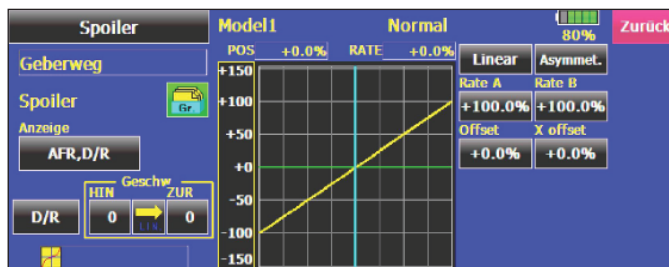 Spoiler Model1 Normal 80% Zurück
POS +0.0% RATE +0.0%
Geberweg
Linear Asymmet.
Rate A Rate B
+100.0% +100.0%
Offset X offset
+0.0% +0.0%
Spoiler Gr
Anzeige
AFR,D/R
Geschw
HIN ZUR
D/R 0 LIN 0
+150
+100
+50
+0
-50
-100
-150